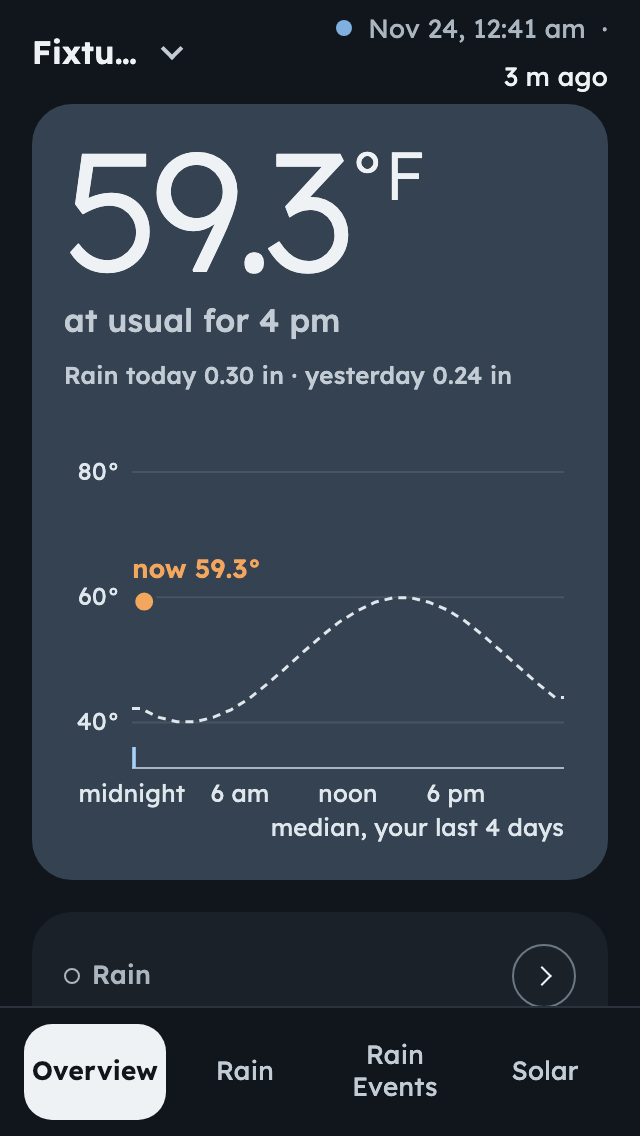 Fixtu...
Nov 24, 12:41 am ·
3 m ago
59.3°F
at usual for 4 pm
Rain today 0.30 in · yesterday 0.24 in
80°
now 59.3°
60°
40°
midnight 6 am noon 6 pm
median, your last 4 days
Rain
Overview Rain Rain Events Solar